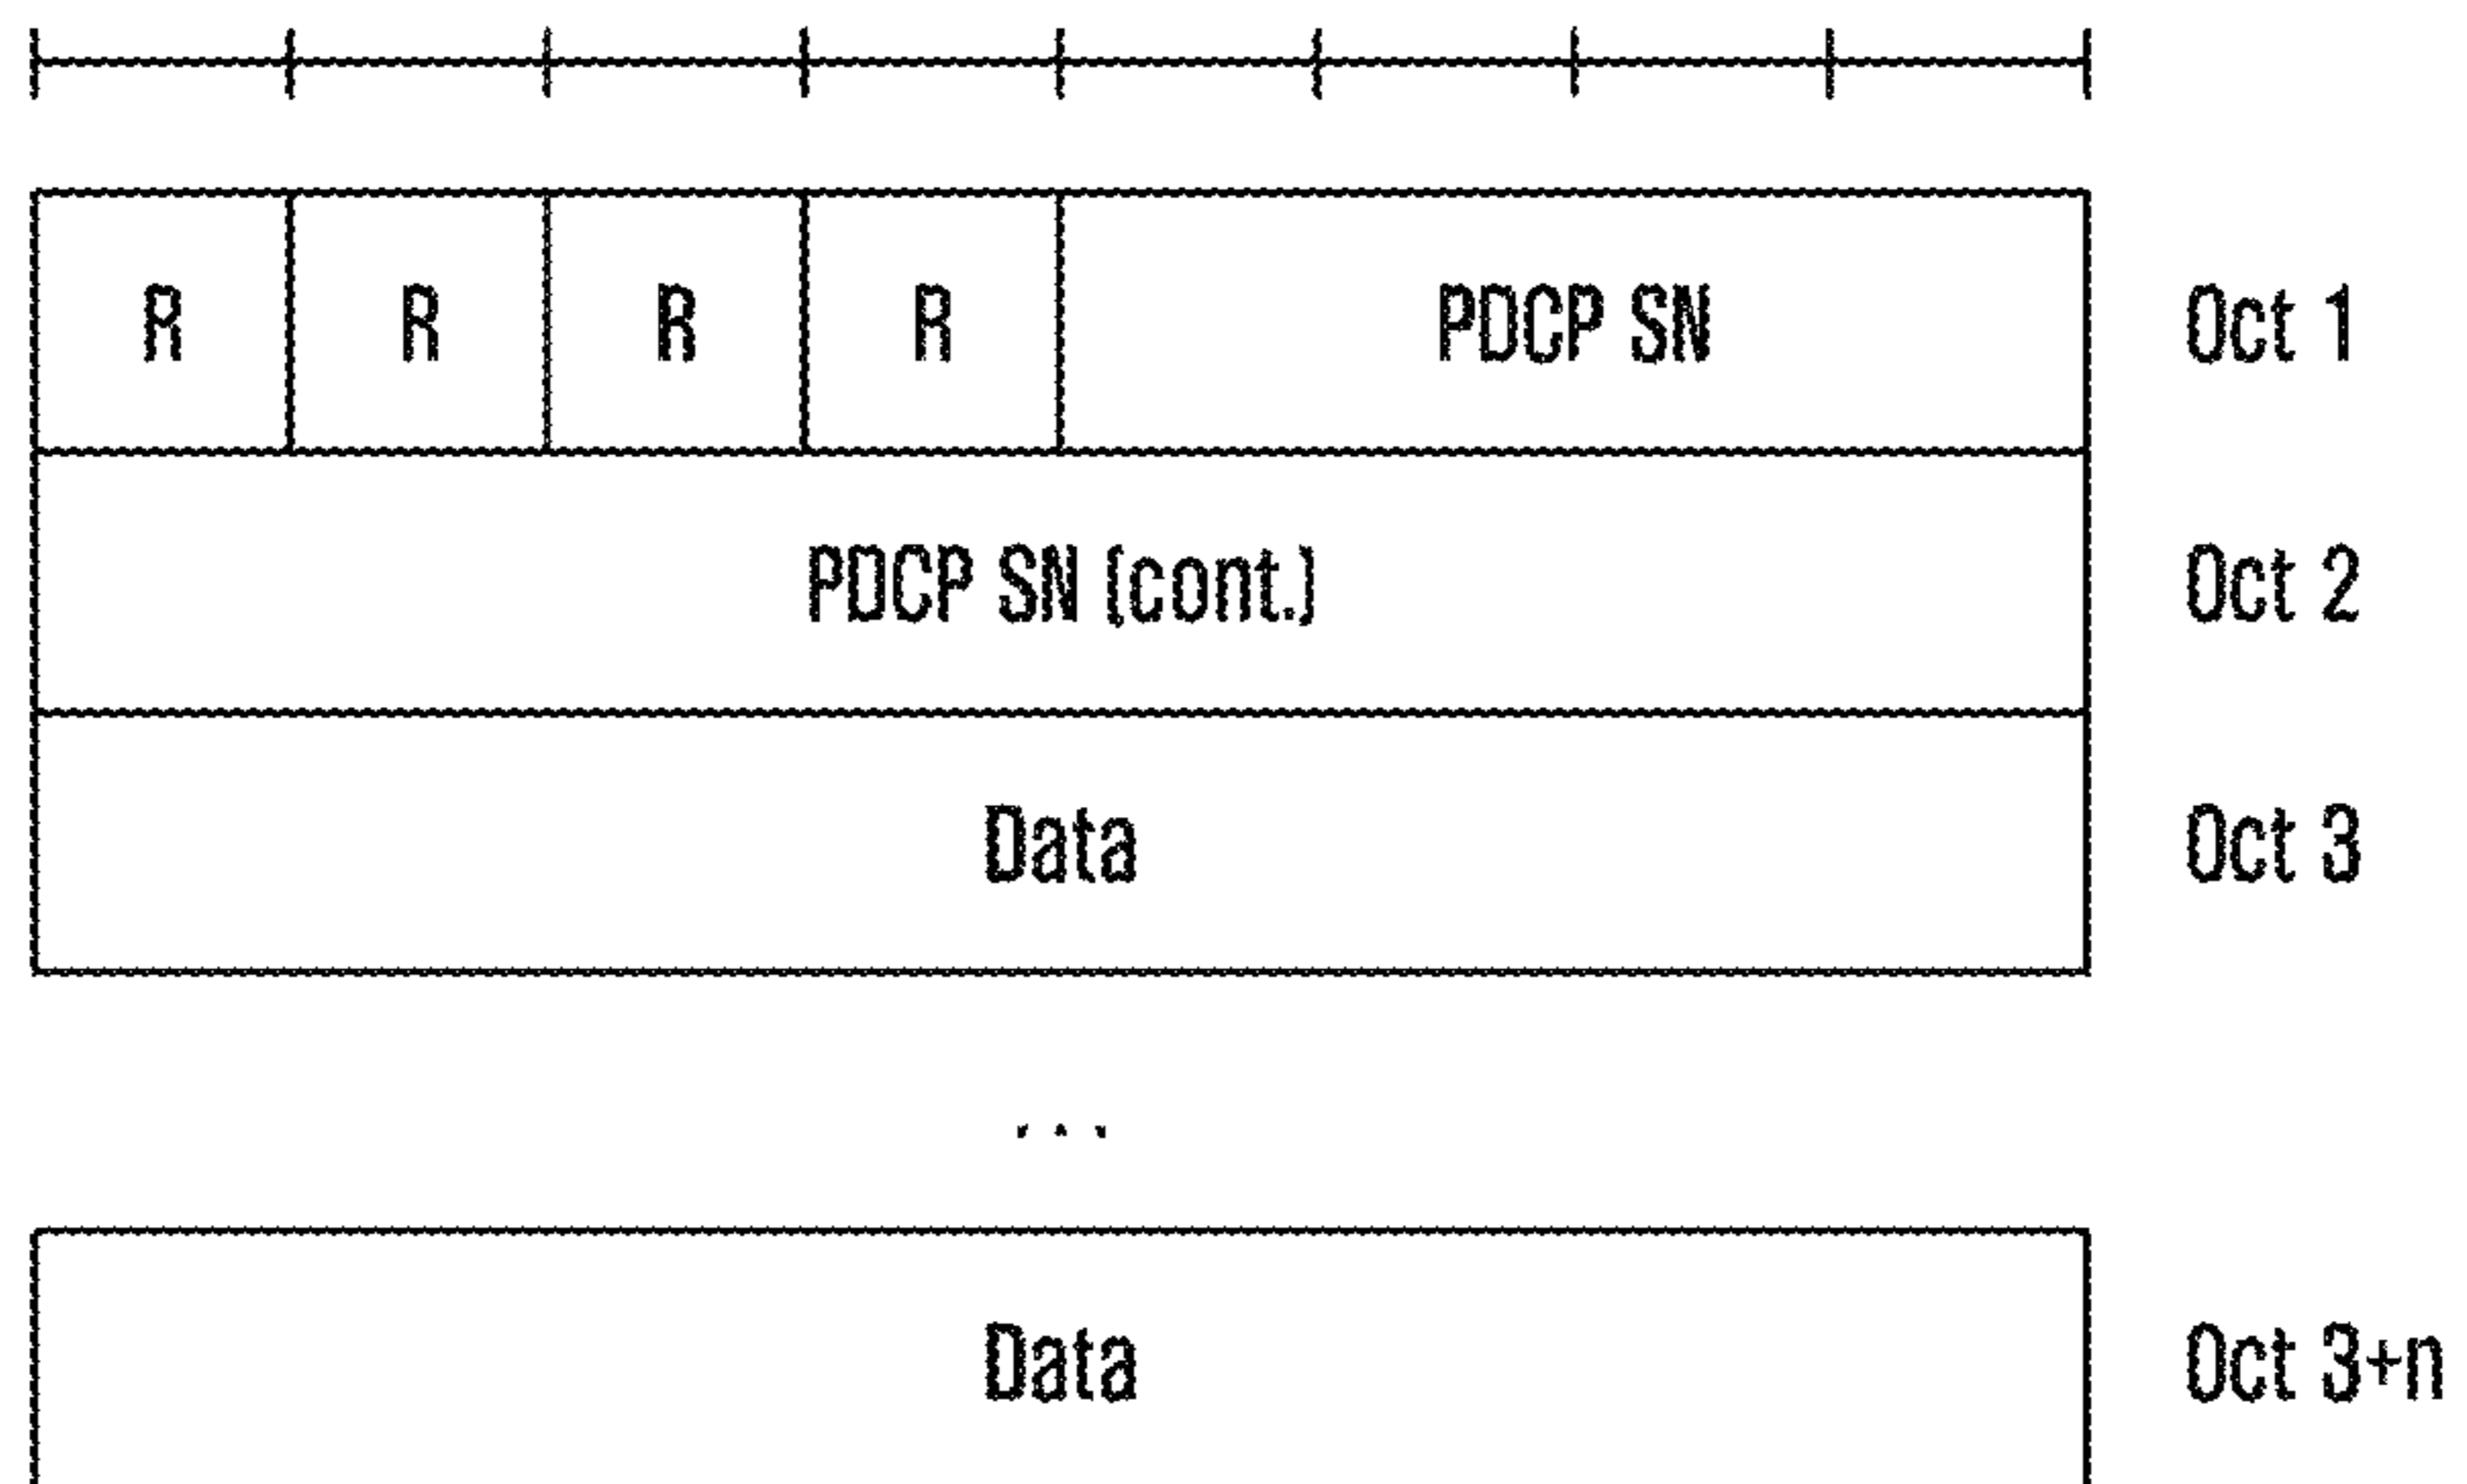 R R R R PDCP SN Oct 1
PDCP SN (cont.) Oct 2
Data Oct 3
...
Data Oct 3+n